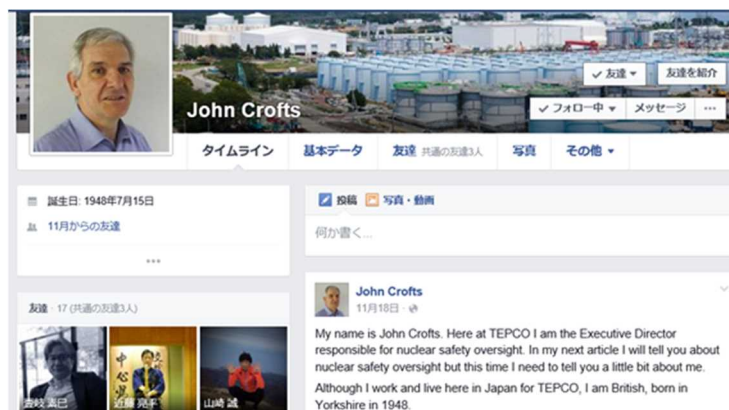 ✓ 友達 ▼ 友達を紹介
John Crofts
✓ フォロー中 ▼ メッセージ ...
タイムライン 基本データ 友達 共通の友達3人 写真 その他 ▼
誕生日: 1948年7月15日
11月からの友達
...
投稿 写真・動画
何か書く...
John Crofts
11月18日 ·
My name is John Crofts. Here at TEPCO I am the Executive Director
responsible for nuclear safety oversight. In my next article I will tell you about
nuclear safety oversight but this time I need to tell you a little bit about me.
Although I work and live here in Japan for TEPCO, I am British, born in
Yorkshire in 1948.
友達 · 17 (共通の友達3人)
近藤 亮平
山崎 誠